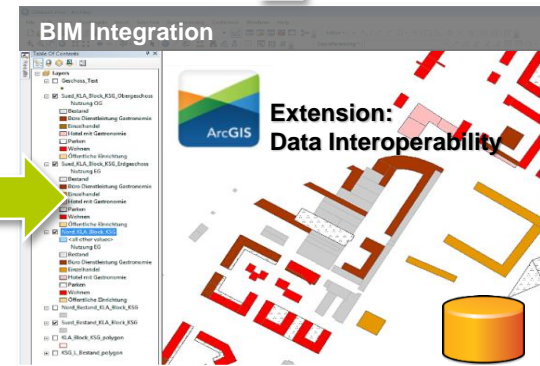 BIM Integration
Table Of Contents
Layers
Geschoss_Text
Sued_KLA_Block_KSG_Obergeschoss
Nutzung OG
Bestand
Büro Dienstleistung Gastronomie
Einzelhandel
Hotel mit Gastronomie
Parken
Wohnen
Öffentliche Einrichtung
Sued_KLA_Block_KSG_Erdgeschoss
Nutzung EG
Bestand
Büro Dienstleistung Gastronomie
Einzelhandel
Hotel mit Gastronomie
Parken
Wohnen
Öffentliche Einrichtung
Nord_KLA_Block_KSG
<all other values>
Nutzung EG
Bestand
Büro Dienstleistung Gastronomie
Einzelhandel
Hotel mit Gastronomie
Parken
Wohnen
Öffentliche Einrichtung
Nord_Bestand_KLA_Block_KSG
Sued_Bestand_KLA_Block_KSG
KLA_Block_KSG_polygon
KSG_L_Bestand_polygon
ArcGIS
Extension:
Data Interoperability